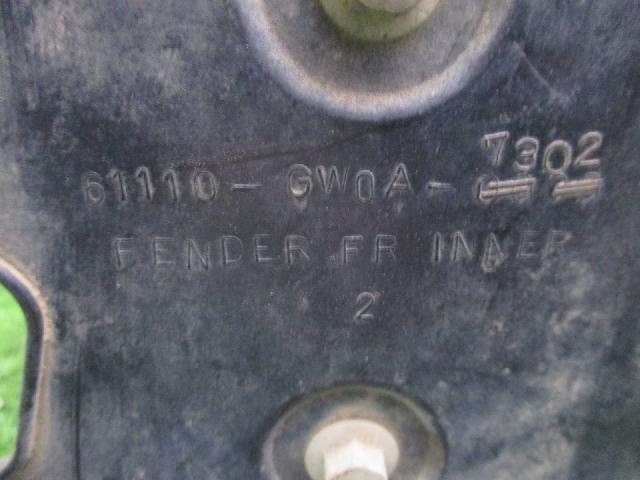 7302
61110-GW0A-
FENDER FR INNER
2